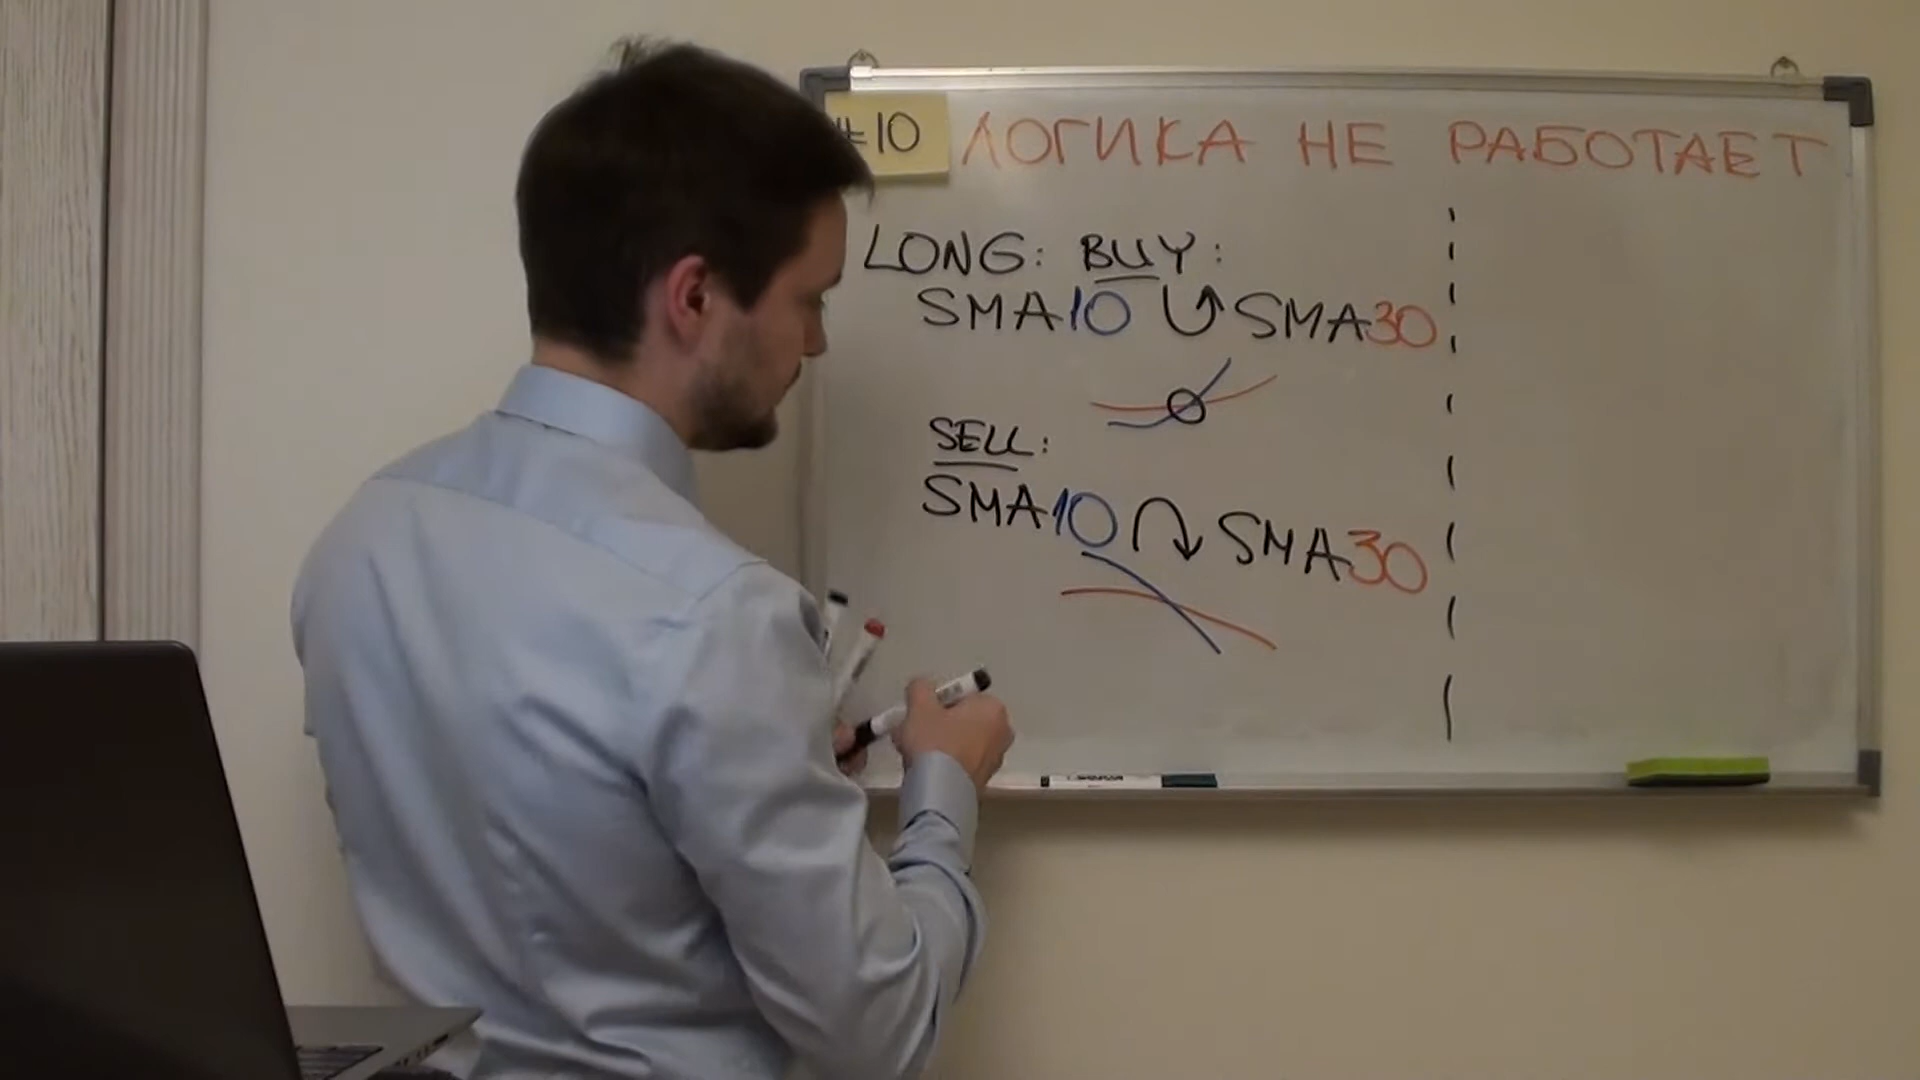 #10 ЛОГИКА НЕ РАБОТАЕТ
LONG: BUY:
SMA10 SMA30
SELL:
SMA10 SMA30